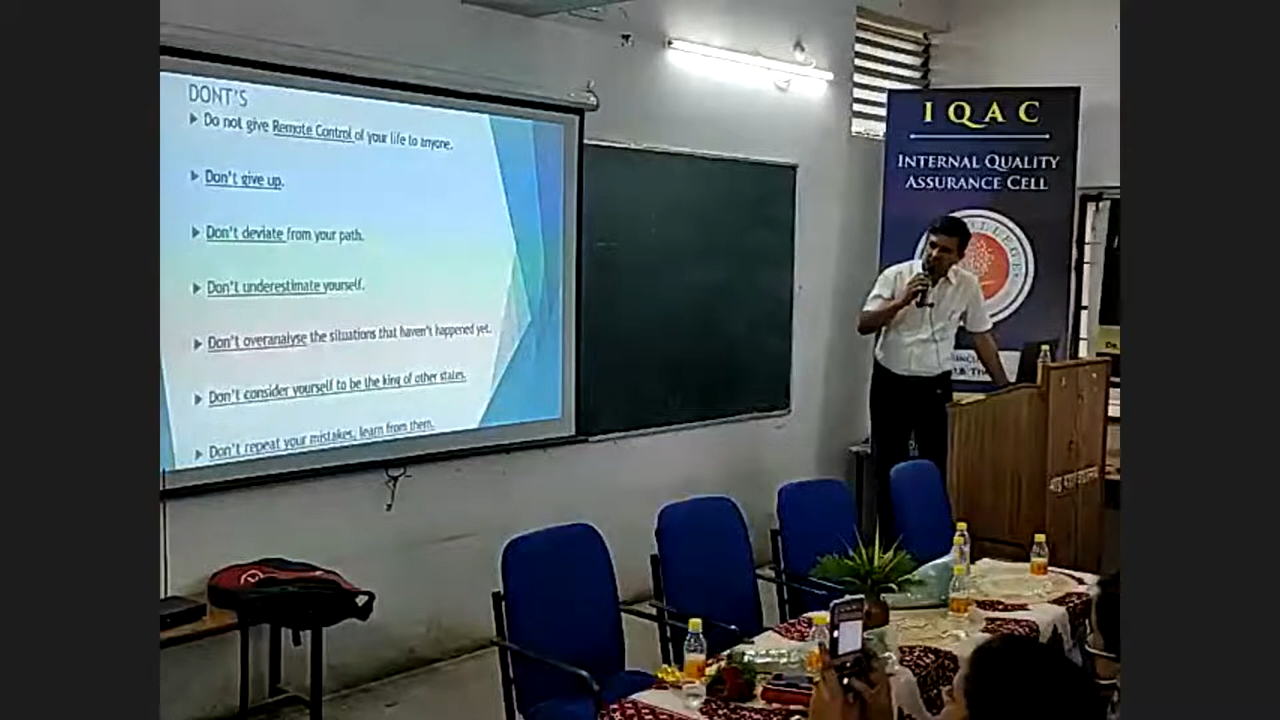 DONT'S
Do not give Remote Control of your life to anyone.
Don't give up.
Don't deviate from your path.
Don't underestimate yourself.
Don't overanalyse the situations that haven't happened yet.
Don't consider yourself to be the king of other states.
Don't repeat your mistakes, learn from them.
IQAC
INTERNAL QUALITY
ASSURANCE CELL